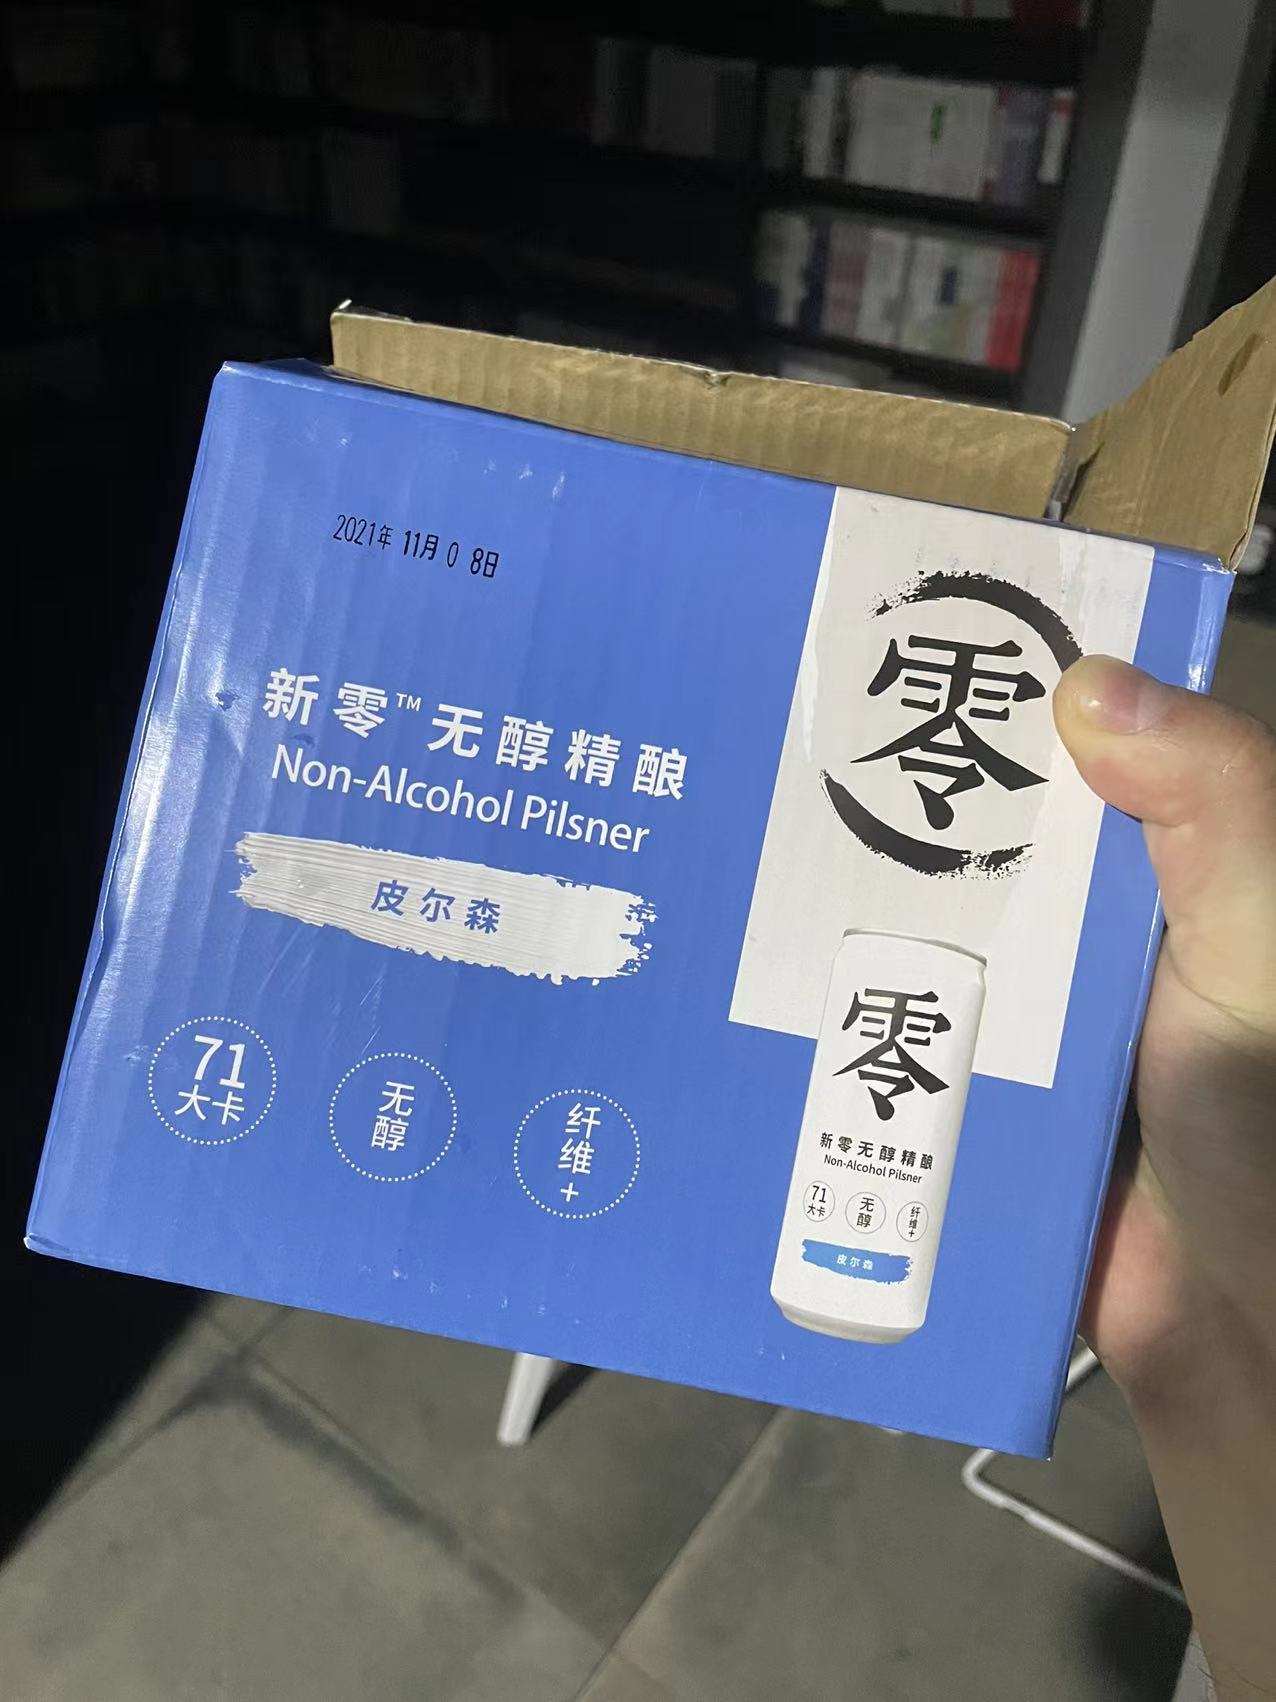 2021年 11月 0 8日
零
新零™无醇精酿
Non-Alcohol Pilsner
皮尔森
71
大卡
无
醇
纤
维
+
零
新零无醇精酿
Non-Alcohol Pilsner
71
大卡
无
醇
纤
维
+
皮尔森